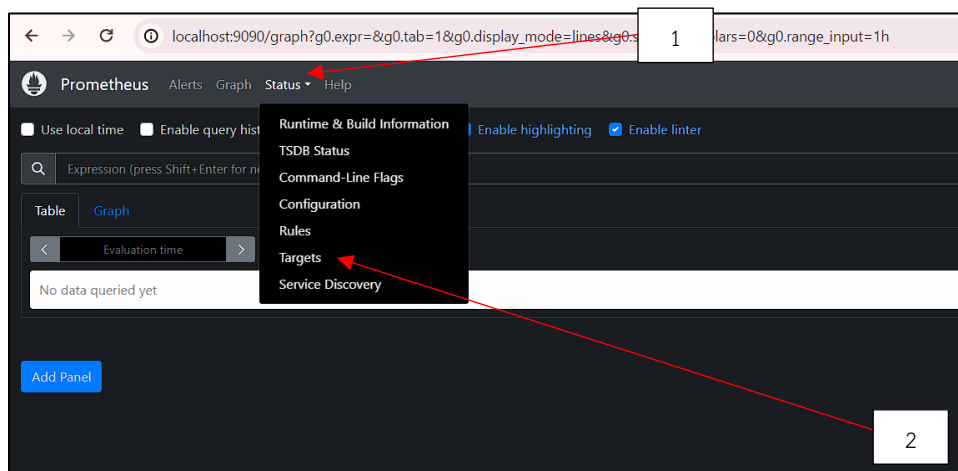 localhost:9090/graph?g0.expr=&g0.tab=1&g0.display_mode=lines&g0.s
olars=0&g0.range_input=1h
1
Prometheus Alerts Graph Status Help
Use local time Enable query hist Enable highlighting Enable linter
Runtime & Build Information
TSDB Status
Command-Line Flags
Configuration
Rules
Targets
Service Discovery
Expression (press Shift+Enter for ne
Table Graph
Evaluation time
No data queried yet
Add Panel
2